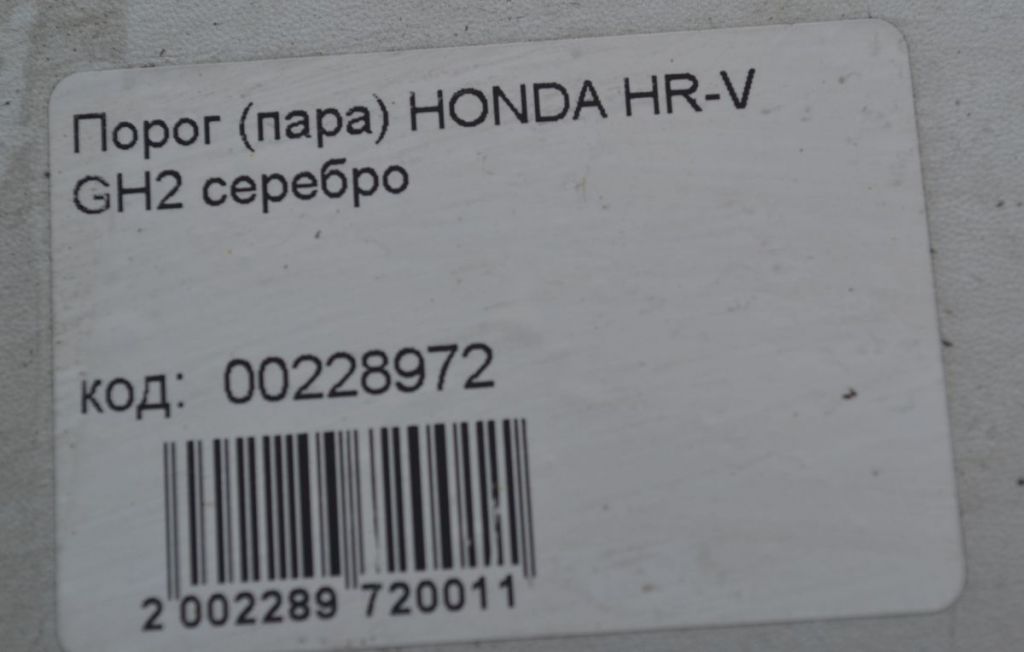 Порог (пара) HONDA HR-V
GH2 серебро
код: 00228972
2 002289 720011